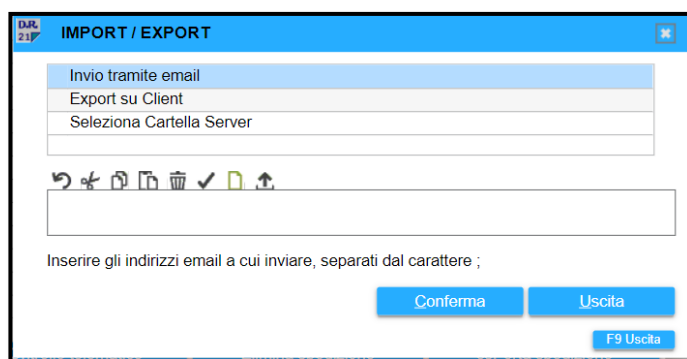 D.R.
21
IMPORT / EXPORT
Invio tramite email
Export su Client
Seleziona Cartella Server
Inserire gli indirizzi email a cui inviare, separati dal carattere ;
Conferma
Uscita
F9 Uscita